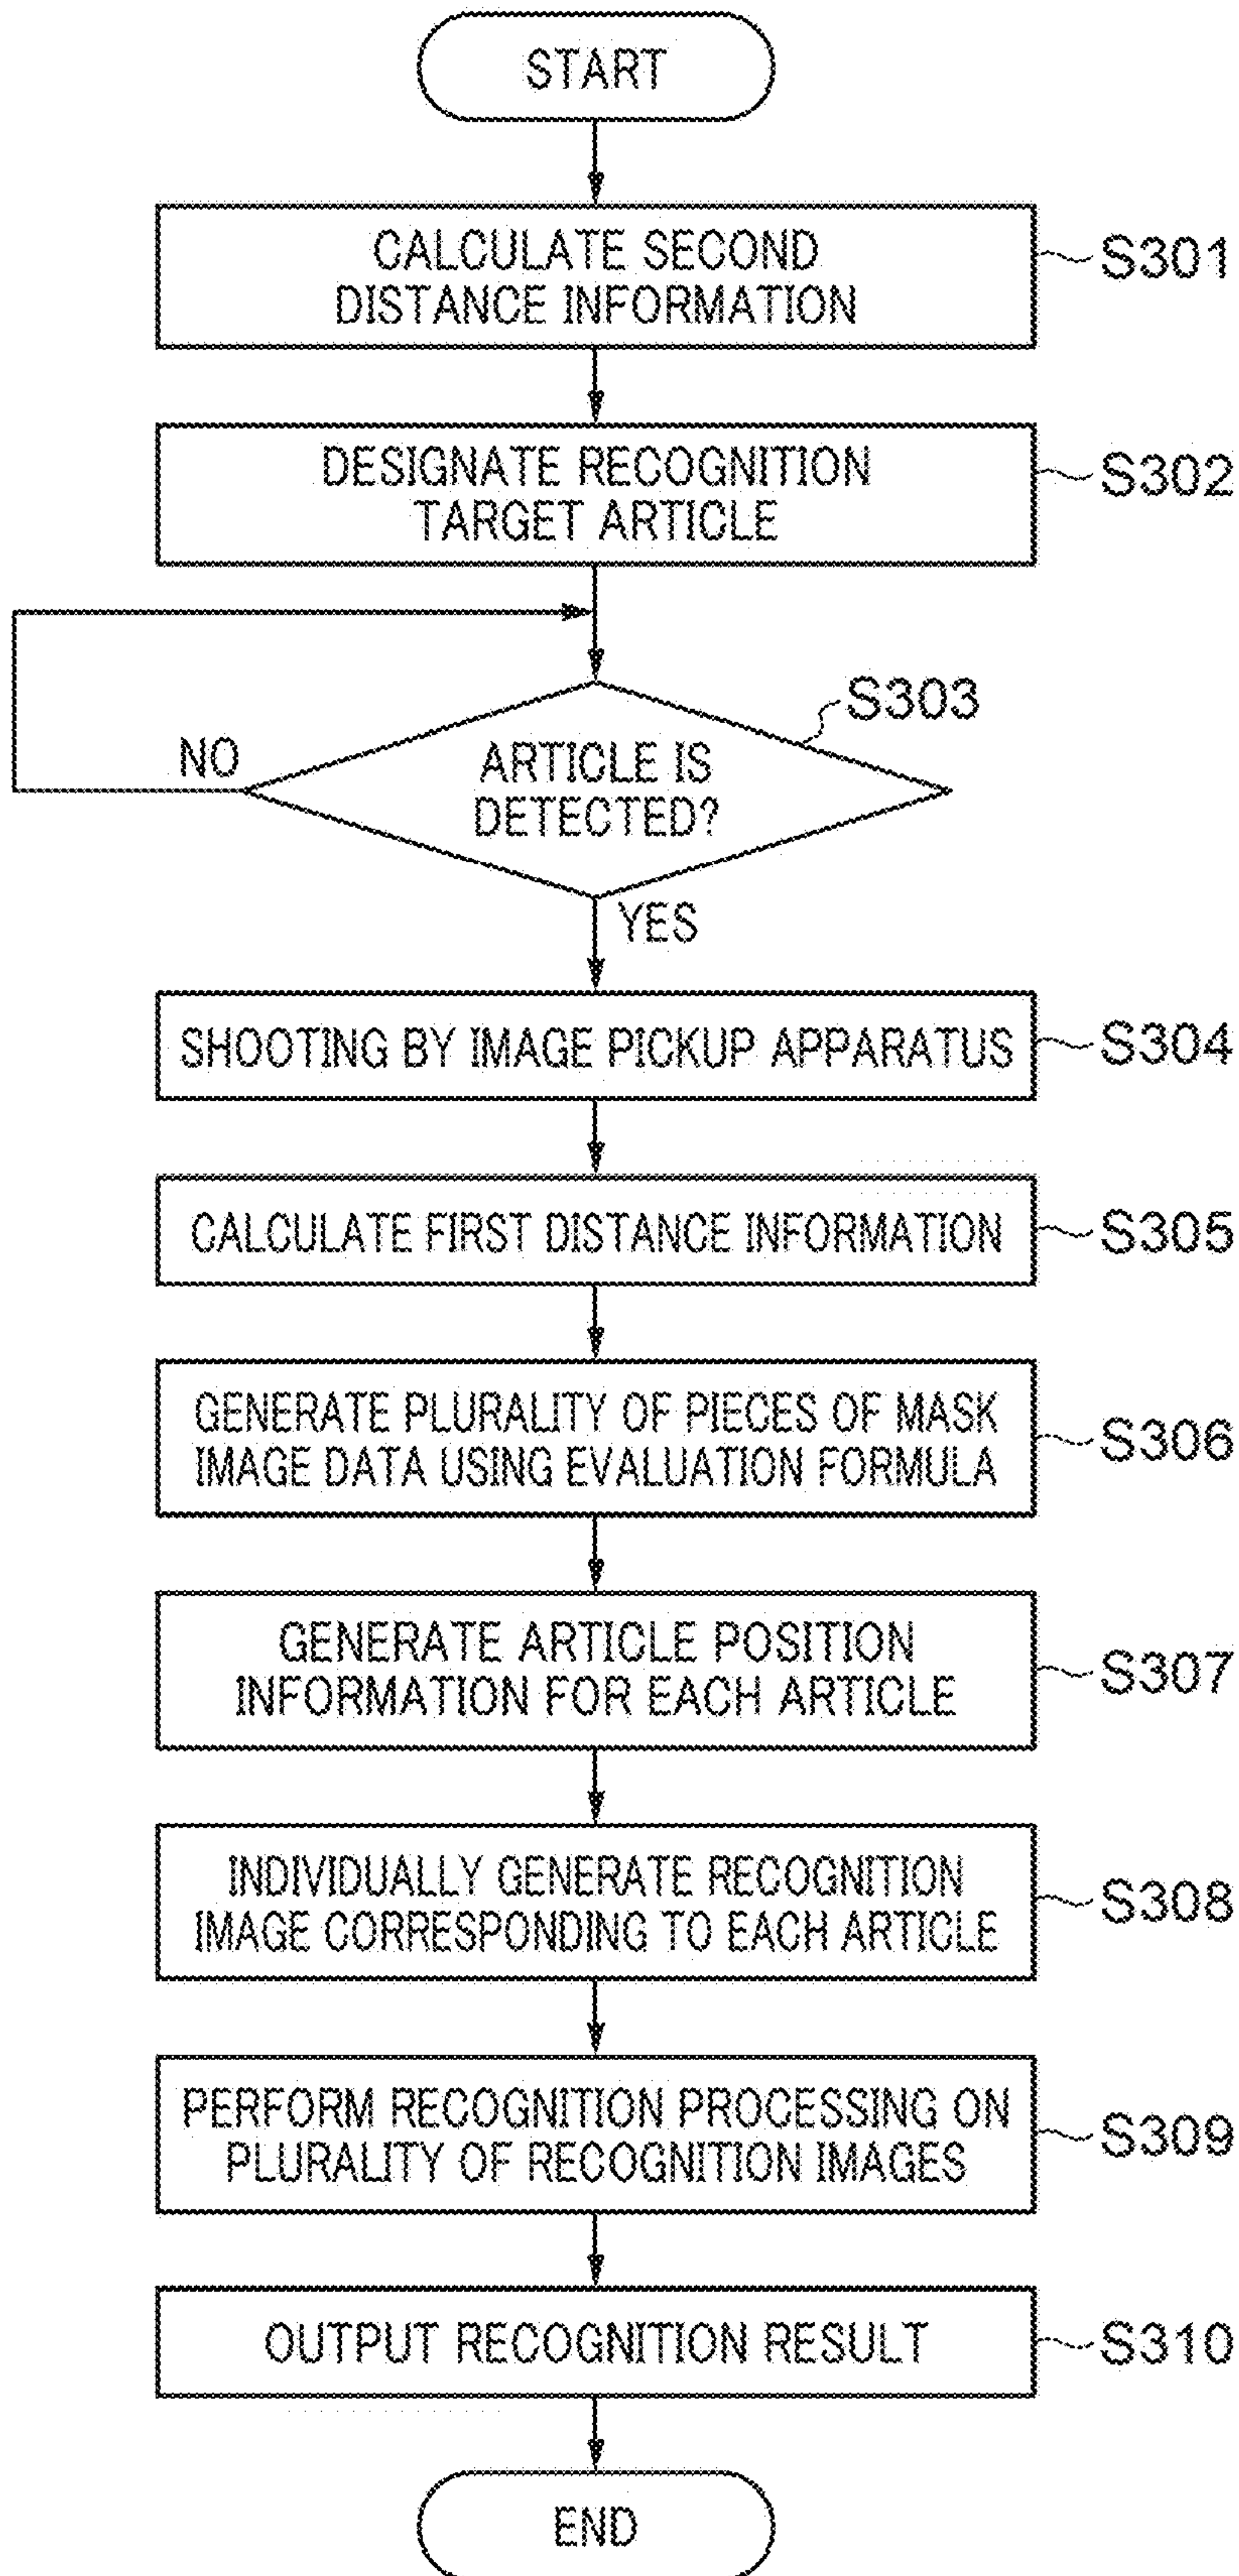 START
CALCULATE SECOND
DISTANCE INFORMATION
S301
DESIGNATE RECOGNITION
TARGET ARTICLE
S302
S303
NO
ARTICLE IS
DETECTED?
YES
SHOOTING BY IMAGE PICKUP APPARATUS
S304
CALCULATE FIRST DISTANCE INFORMATION
S305
GENERATE PLURALITY OF PIECES OF MASK
IMAGE DATA USING EVALUATION FORMULA
S306
GENERATE ARTICLE POSITION
INFORMATION FOR EACH ARTICLE
S307
INDIVIDUALLY GENERATE RECOGNITION
IMAGE CORRESPONDING TO EACH ARTICLE
S308
PERFORM RECOGNITION PROCESSING ON
PLURALITY OF RECOGNITION IMAGES
S309
OUTPUT RECOGNITION RESULT
S310
END